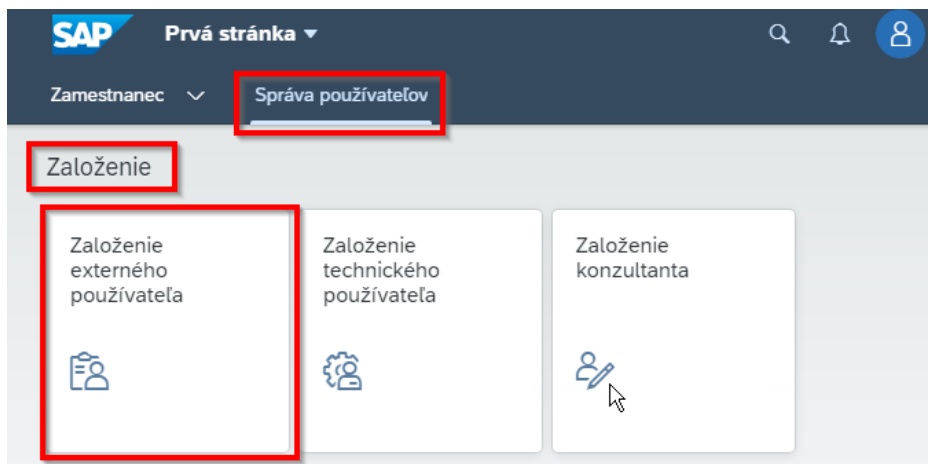 SAP Prvá stránka
Zamestnanec Správa používateľov
Založenie
Založenie
externého
používateľa
Založenie
technického
používateľa
Založenie
konzultanta